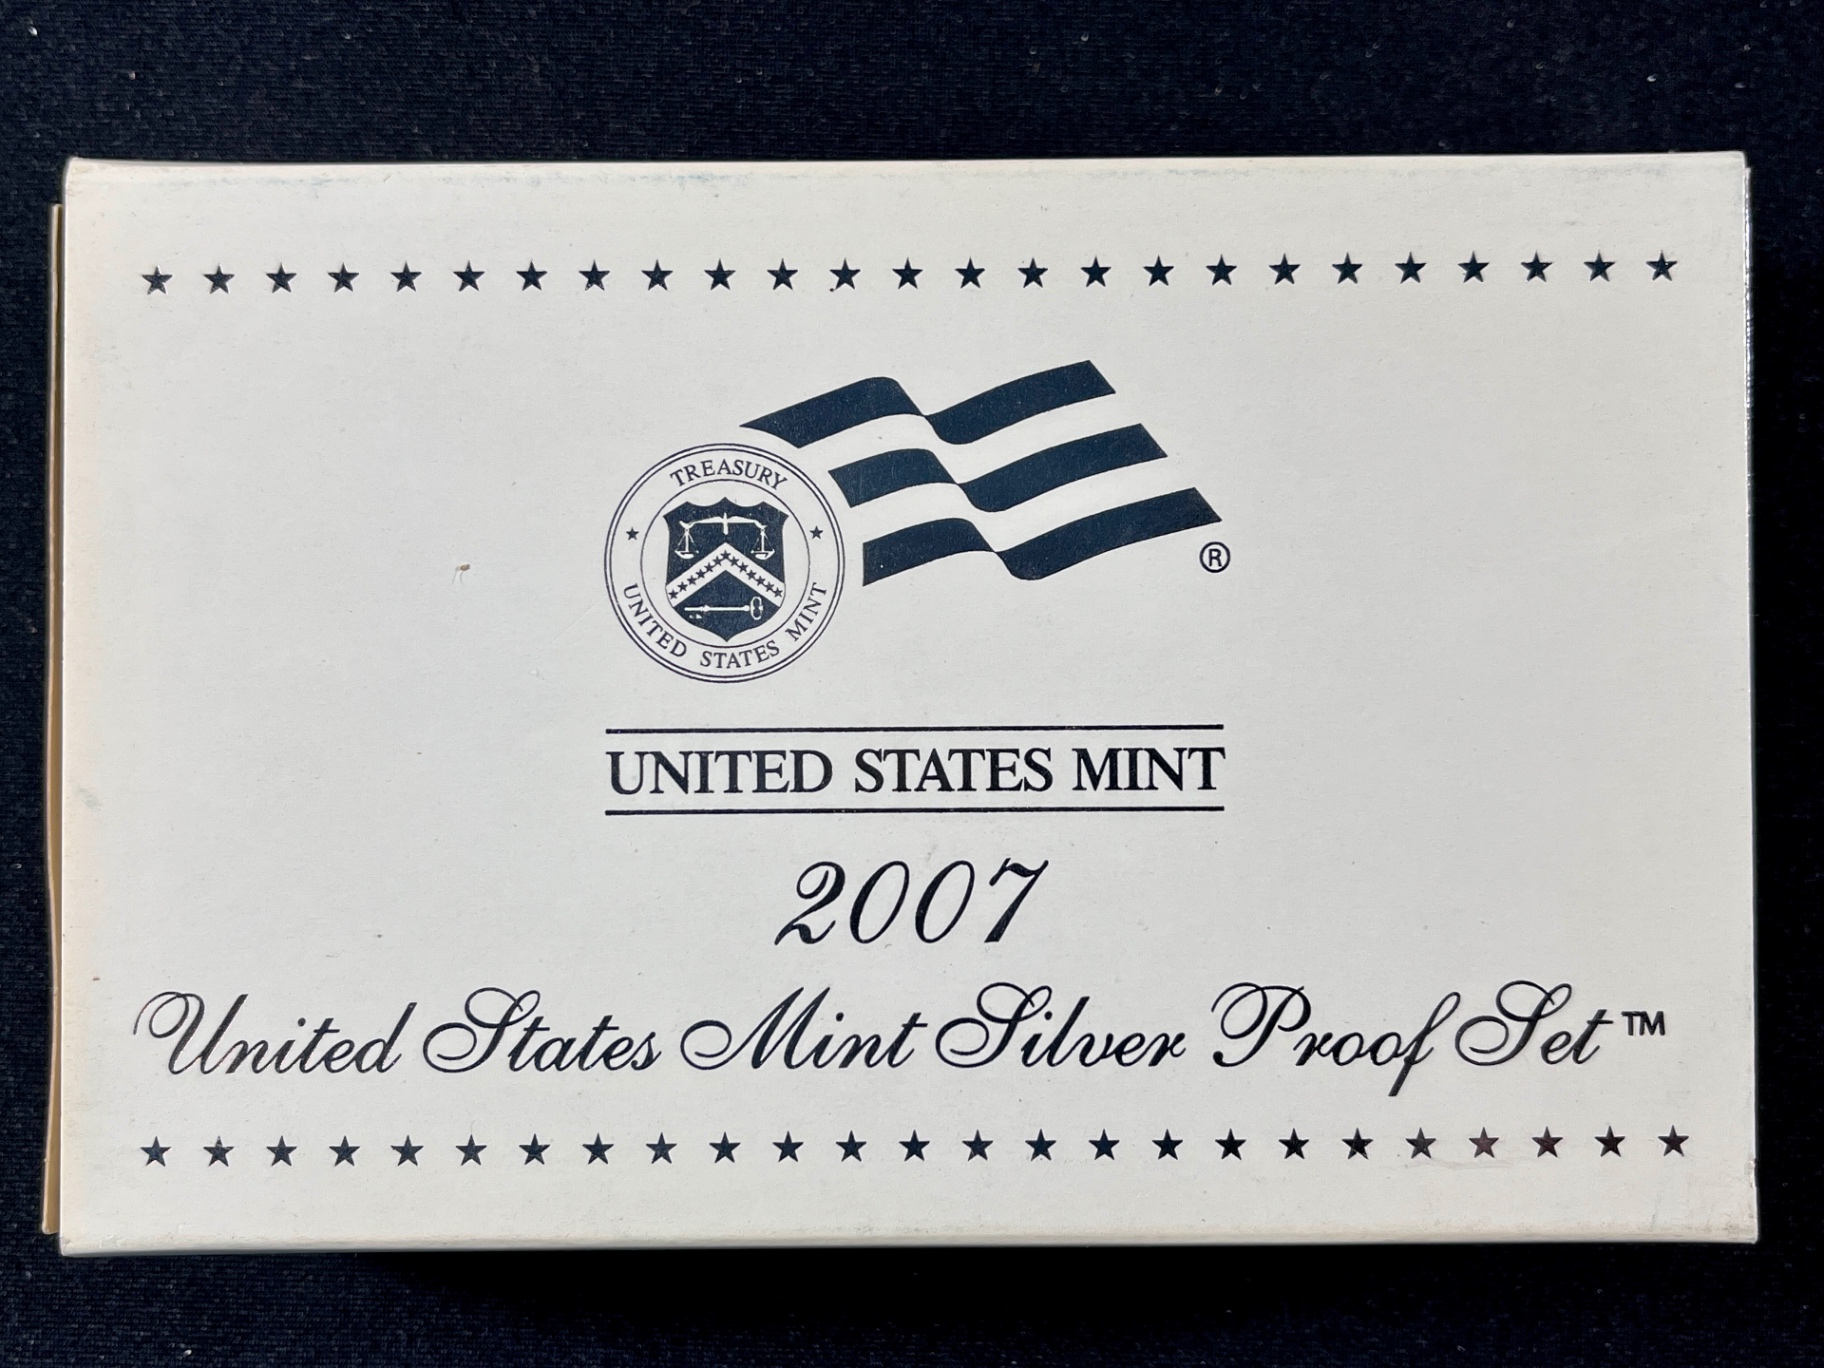 TREASURY
UNITED STATES MINT
®
UNITED STATES MINT
2007
United States Mint Silver Proof Set™